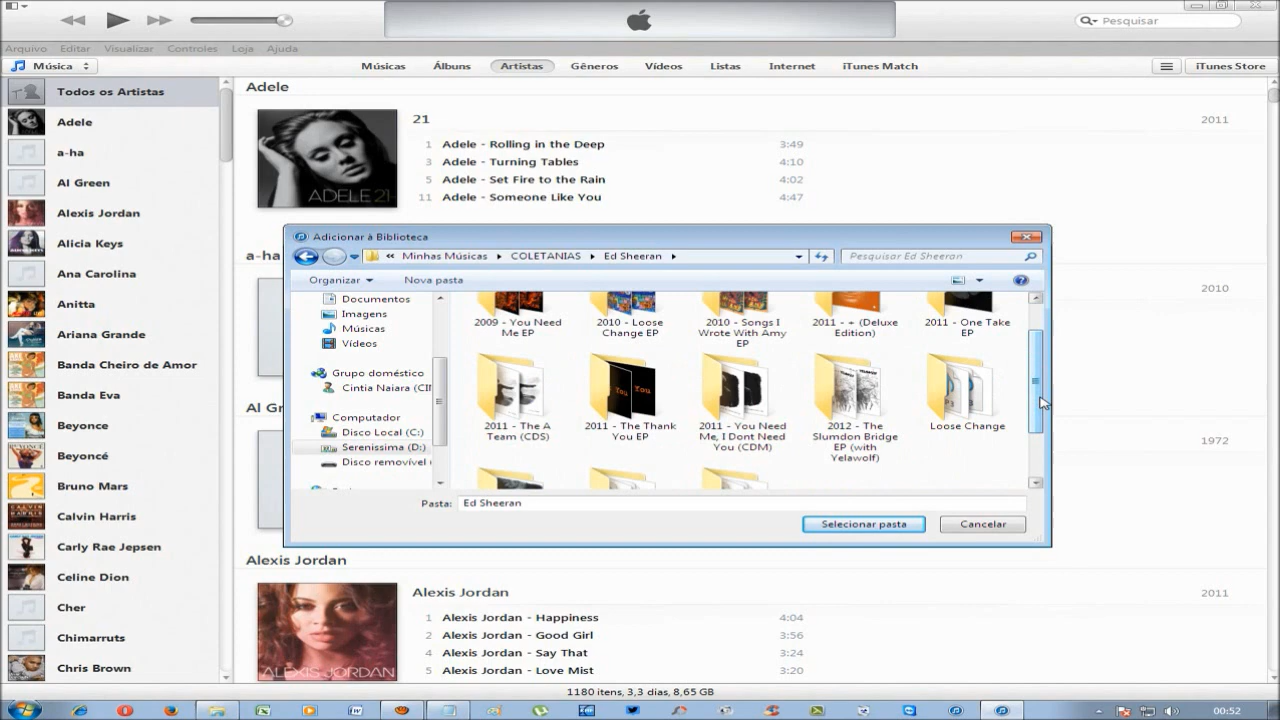 Pesquisar
Arquivo Editar Visualizar Controles Loja Ajuda
Música Músicas Álbuns Artistas Gêneros Vídeos Listas Internet iTunes Match iTunes Store
Todos os Artistas
Adele
a-ha
Al Green
Alexis Jordan
Alicia Keys
Ana Carolina
Anitta
Ariana Grande
Banda Cheiro de Amor
Banda Eva
Beyonce
Beyoncé
Bruno Mars
Calvin Harris
Carly Rae Jepsen
Celine Dion
Cher
Chimarruts
Chris Brown
Adele
ADELE 21
21 2011
1 Adele - Rolling in the Deep 3:49
3 Adele - Turning Tables 4:10
5 Adele - Set Fire to the Rain 4:02
11 Adele - Someone Like You 4:47
a-ha
2010
Al Gr
1972
Adicionar à Biblioteca
« Minhas Músicas COLETANIAS Ed Sheeran
Pesquisar Ed Sheeran
Organizar Nova pasta
Documentos
Imagens
Músicas
Vídeos
Grupo doméstico
Cintia Naiara (CI
Computador
Disco Local (C:)
Serenissima (D:)
Disco removível
2009 - You Need
Me EP
2010 - Loose
Change EP
2010 - Songs I
Wrote With Amy
EP
2011 - + (Deluxe
Edition)
2011 - One Take
EP
2011 - The A
Team (CDS)
2011 - The Thank
You EP
2011 - You Need
Me, I Dont Need
You (CDM)
2012 - The
Slumdon Bridge
EP (with
Yelawolf)
Loose Change
Pasta: Ed Sheeran
Selecionar pasta Cancelar
Alexis Jordan
ALEXIS JORDAN
Alexis Jordan 2011
1 Alexis Jordan - Happiness 4:04
2 Alexis Jordan - Good Girl 3:56
4 Alexis Jordan - Say That 3:24
5 Alexis Jordan - Love Mist 3:20
1180 itens, 3,3 dias, 8,65 GB
00:52